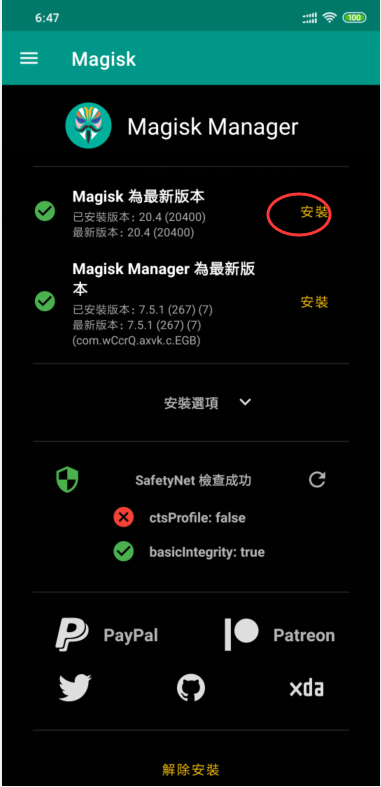 6:47
100
Magisk
Magisk Manager
Magisk 為最新版本
已安裝版本: 20.4 (20400)
最新版本: 20.4 (20400)
安裝
Magisk Manager 為最新版
本
已安裝版本: 7.5.1 (267) (7)
最新版本: 7.5.1 (267) (7)
(com.wCcrQ.axvk.c.EGB)
安裝
安裝選項
SafetyNet 檢查成功
ctsProfile: false
basicIntegrity: true
PayPal
Patreon
xda
解除安裝